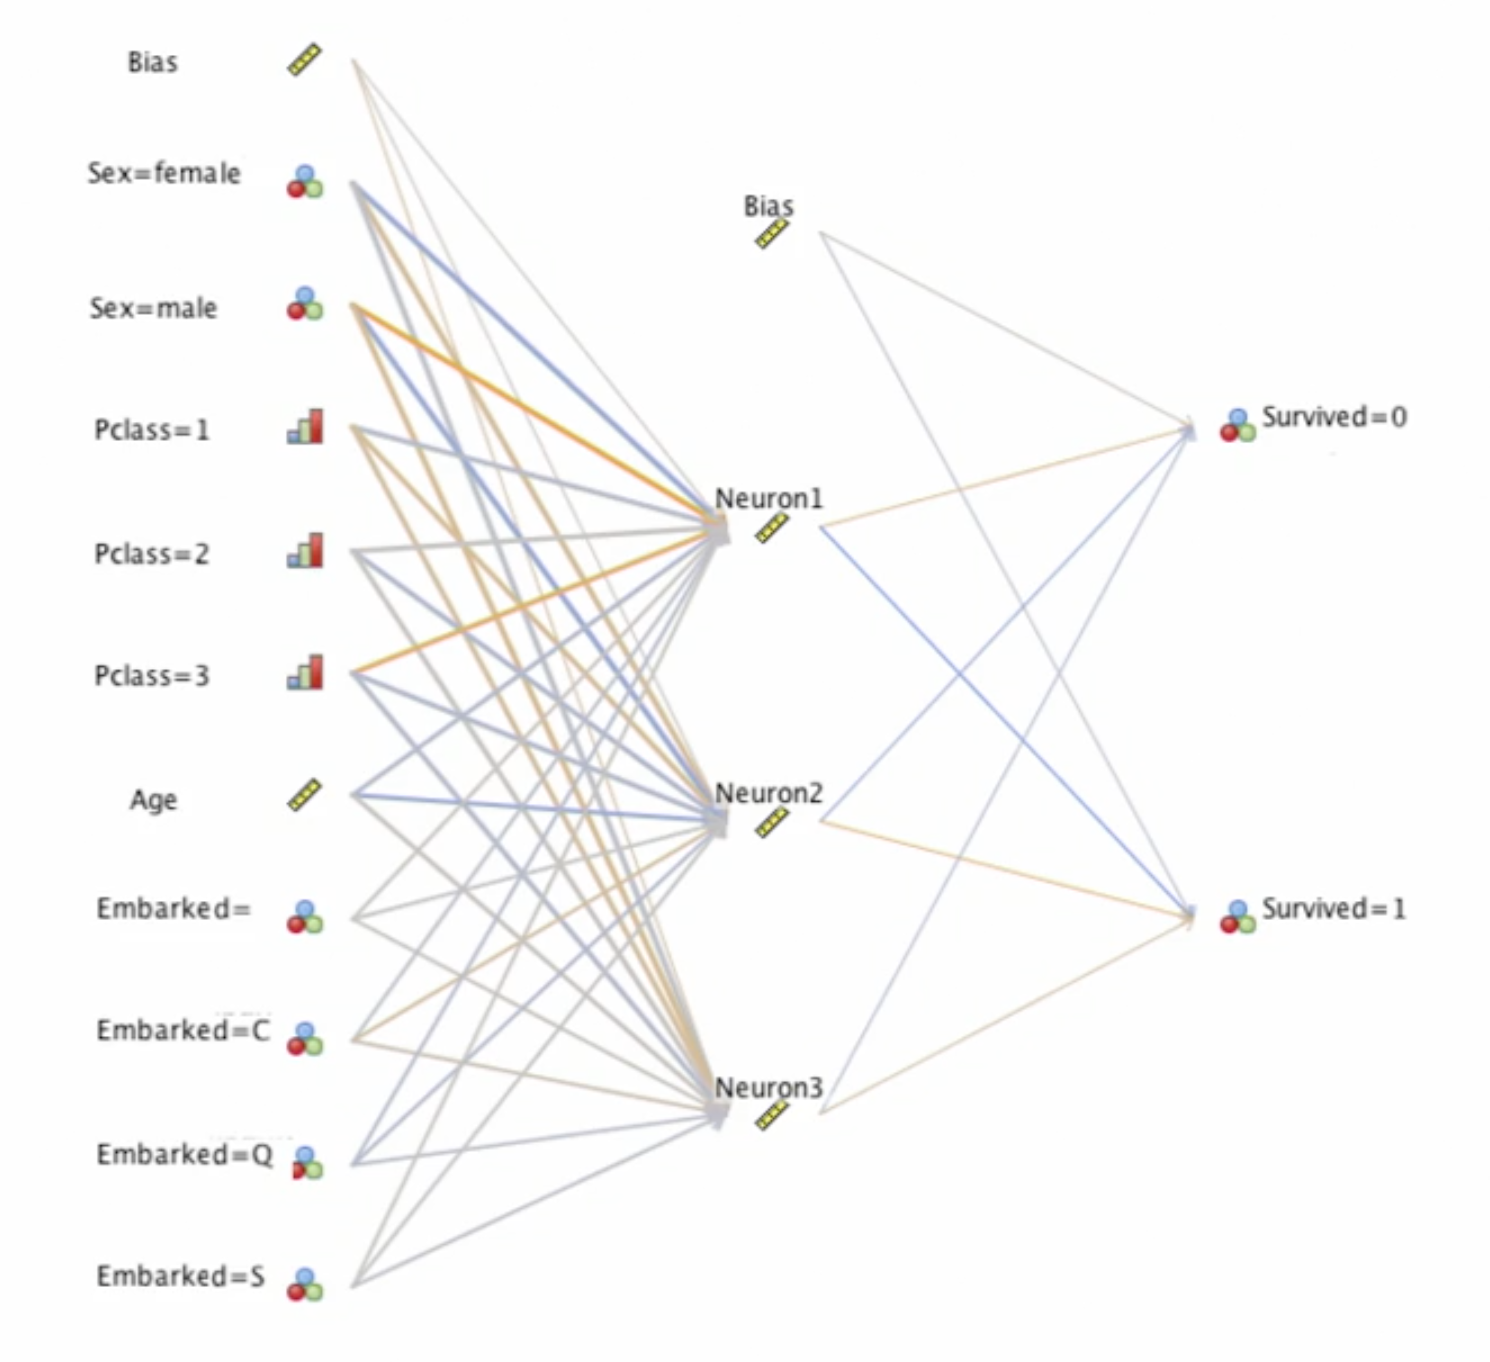 Bias
Sex=female
Sex=male
Pclass=1
Pclass=2
Pclass=3
Age
Embarked=
Embarked=C
Embarked=Q
Embarked=S
Bias
Neuron1
Neuron2
Neuron3
Survived=0
Survived=1